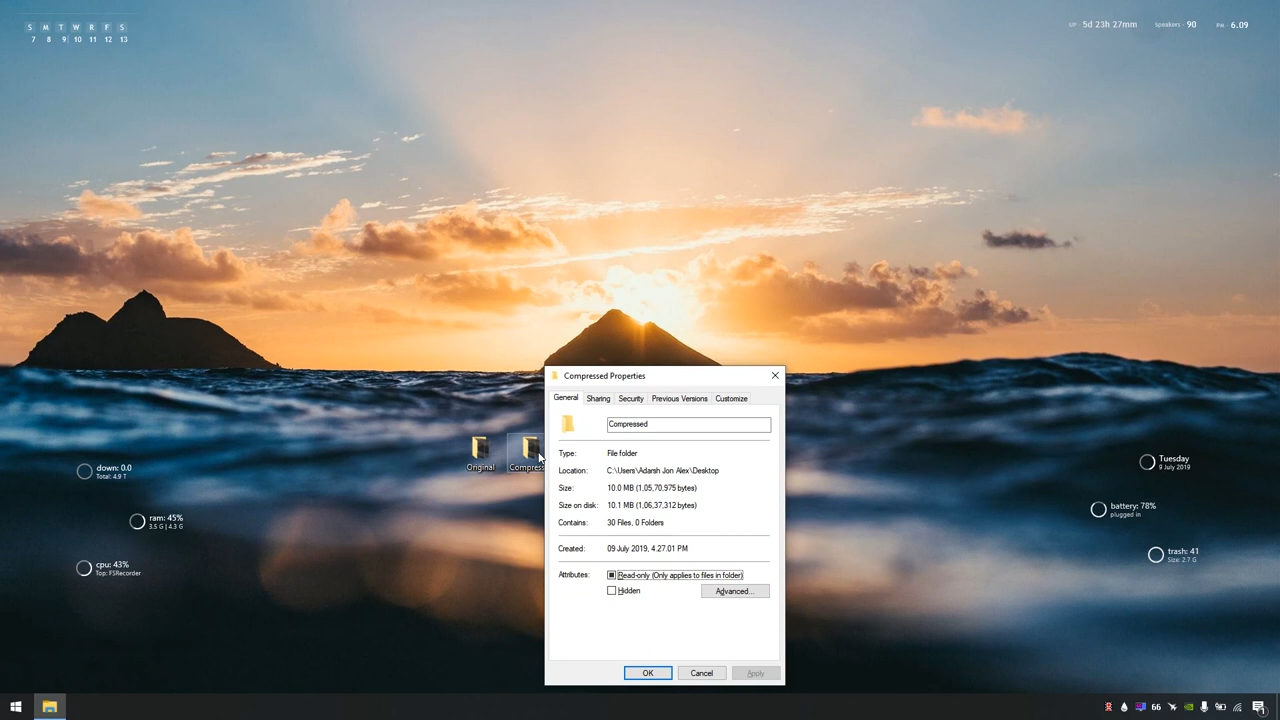 S M T W R F S
7 8 9 10 11 12 13
UP - 5d 23h 27mm
Speakers - 90
PM - 6.09
Compressed Properties
General Sharing Security Previous Versions Customize
Compressed
Type: File folder
Location: C:\Users\Adarsh Jon Alex\Desktop
Size: 10.0 MB (1,05,70,975 bytes)
Size on disk: 10.1 MB (1,06,37,312 bytes)
Contains: 30 Files, 0 Folders
Created: 09 July 2019, 4.27.01 PM
Attributes: Read-only (Only applies to files in folder)
Hidden
Advanced...
OK Cancel Apply
Original
Compress
down: 0.0
Total: 4.9 T
ram: 45%
3.5 G | 4.3 G
cpu: 43%
Top: FSRecorder
Tuesday
9 July 2019
battery: 78%
plugged in
trash: 41
Size: 2.7 G
66